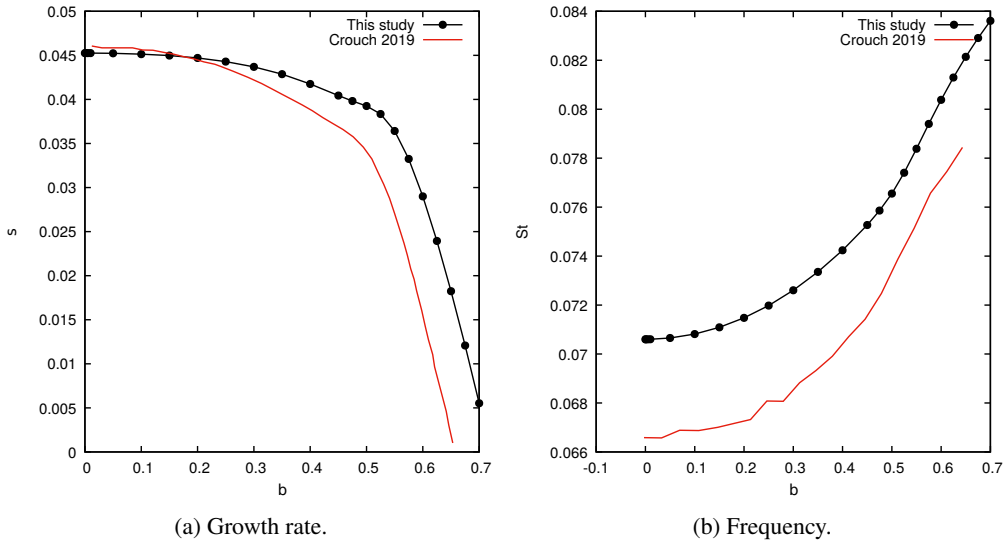 0.05
0.045
0.04
0.035
0.03
0.025
0.02
0.015
0.01
0.005
0
s
0 0.1 0.2 0.3 0.4 0.5 0.6 0.7
b
This study
Crouch 2019
(a) Growth rate.
0.084
0.082
0.08
0.078
0.076
0.074
0.072
0.07
0.068
0.066
St
-0.1 0 0.1 0.2 0.3 0.4 0.5 0.6 0.7
b
This study
Crouch 2019
(b) Frequency.